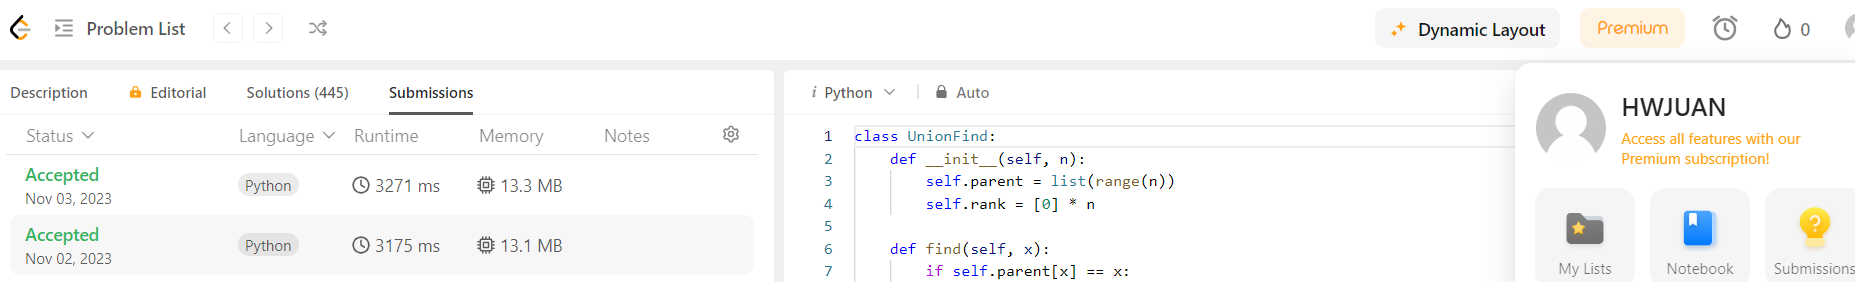 Problem List
Dynamic Layout
Premium
0
Description Editorial Solutions (445) Submissions
Status Language Runtime Memory Notes
Accepted
Nov 03, 2023
Python 3271 ms 13.3 MB
Accepted
Nov 02, 2023
Python 3175 ms 13.1 MB
i Python Auto
1 class UnionFind:
2 def __init__(self, n):
3 self.parent = list(range(n))
4 self.rank = [0] * n
5
6 def find(self, x):
7 if self.parent[x] == x:
HWJUAN
Access all features with our
Premium subscription!
My Lists Notebook Submissions